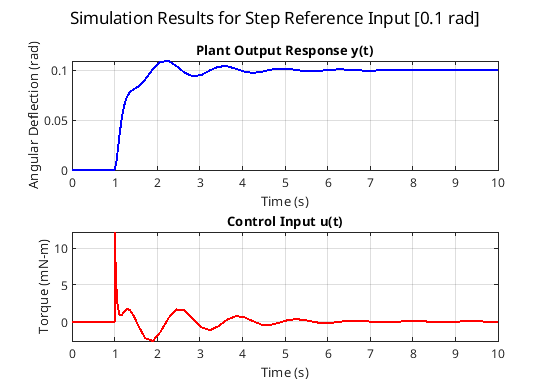 Simulation Results for Step Reference Input [0.1 rad]
Plant Output Response y(t)
Angular Deflection (rad)
0.1
0.05
0
0 1 2 3 4 5 6 7 8 9 10
Time (s)
Control Input u(t)
Torque (mN-m)
10
5
0
0 1 2 3 4 5 6 7 8 9 10
Time (s)